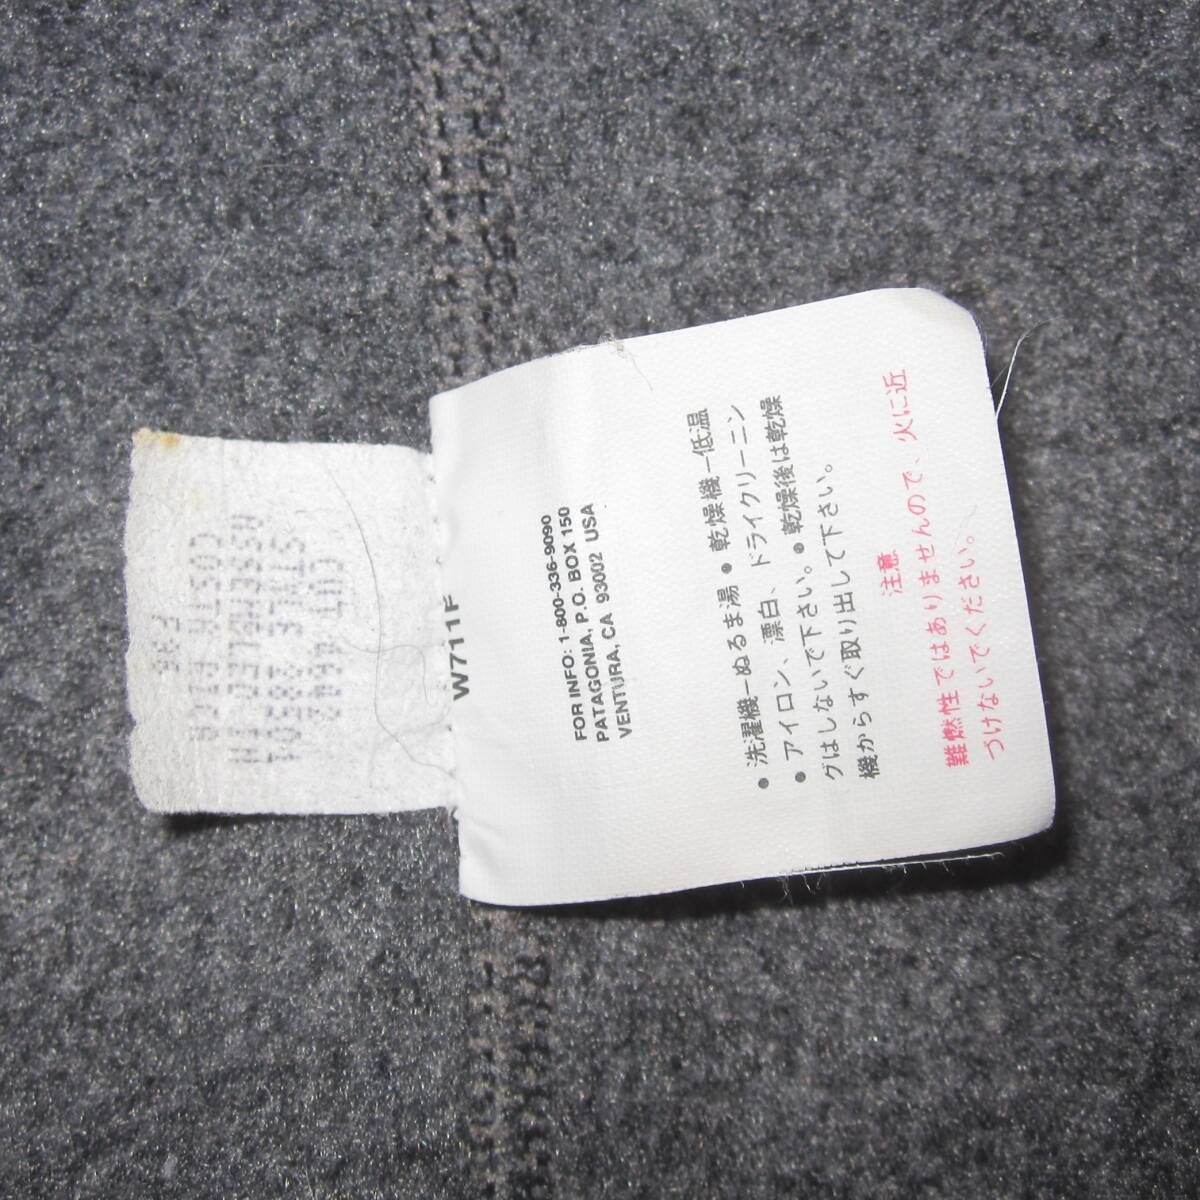 W711F
FOR INFO: 1-800-336-9090
PATAGONIA, P.O. BOX 150
VENTURA, CA 93002 USA
● 洗濯機–ぬるま湯 ● 乾燥機–低温
● アイロン、漂白、ドライクリーニン
グはしないで下さい。● 乾燥後は乾燥
機からすぐ取り出して下さい。
注意
難燃性ではありませんので、火に近
づけないでください。